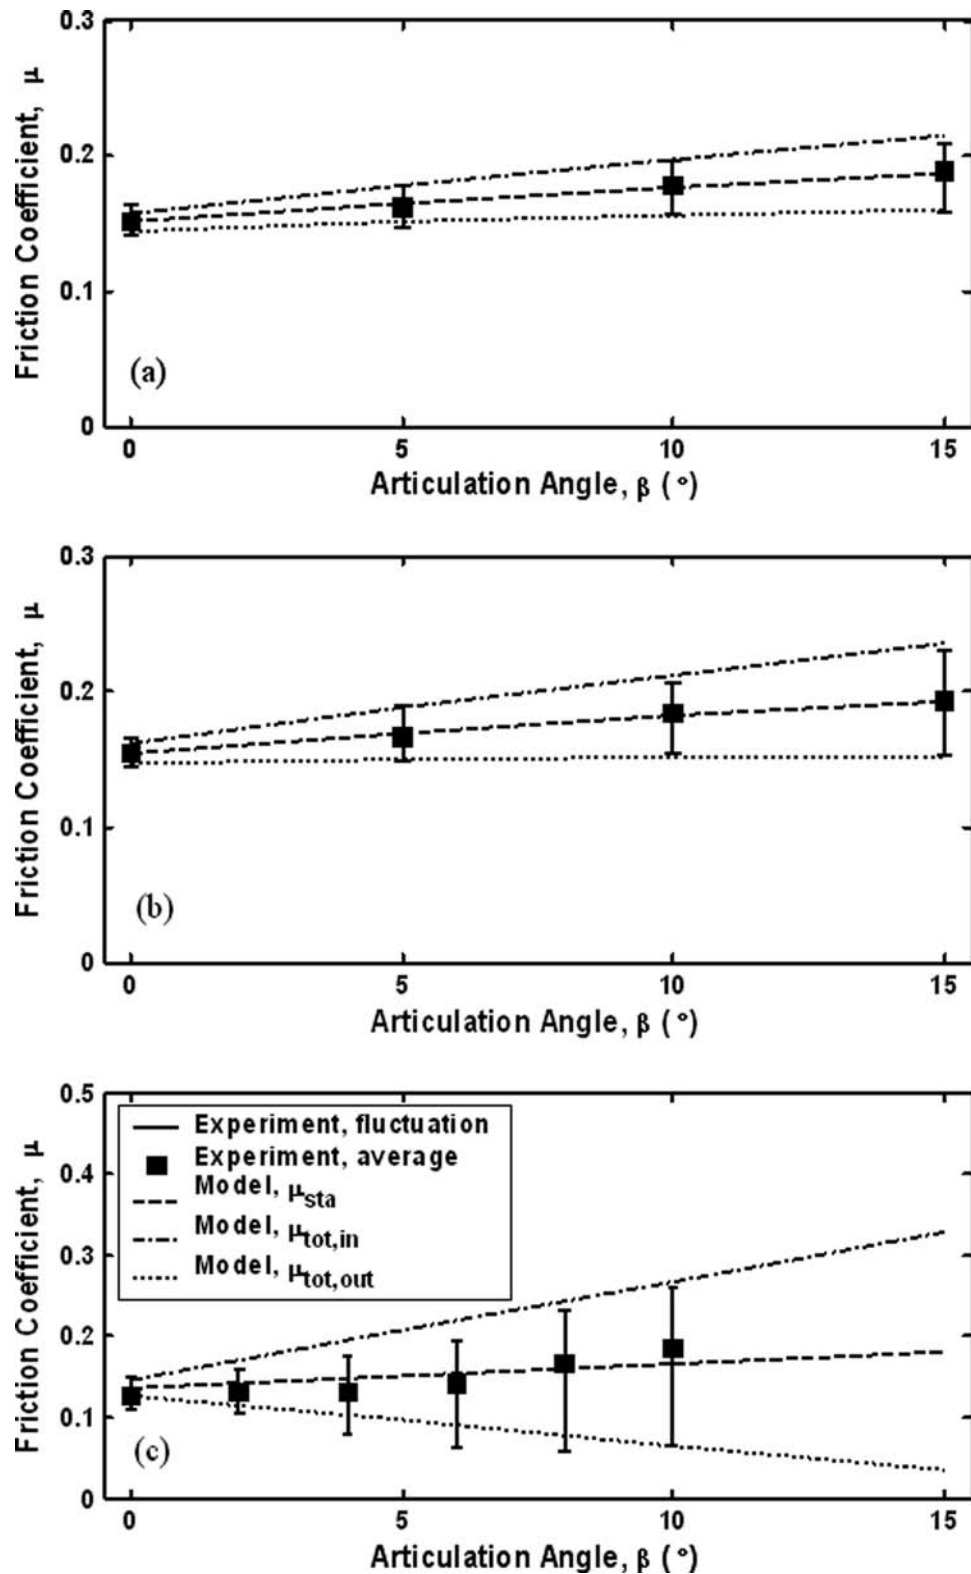 0.3
0.2
0.1
0
Friction Coefficient, μ
(a)
0 5 10 15
Articulation Angle, β (°)
0.3
0.2
0.1
0
Friction Coefficient, μ
(b)
0 5 10 15
Articulation Angle, β (°)
0.5
0.4
0.3
0.2
0.1
0
Friction Coefficient, μ
Experiment, fluctuation
Experiment, average
Model, μsta
Model, μtot,in
Model, μtot,out
(c)
0 5 10 15
Articulation Angle, β (°)